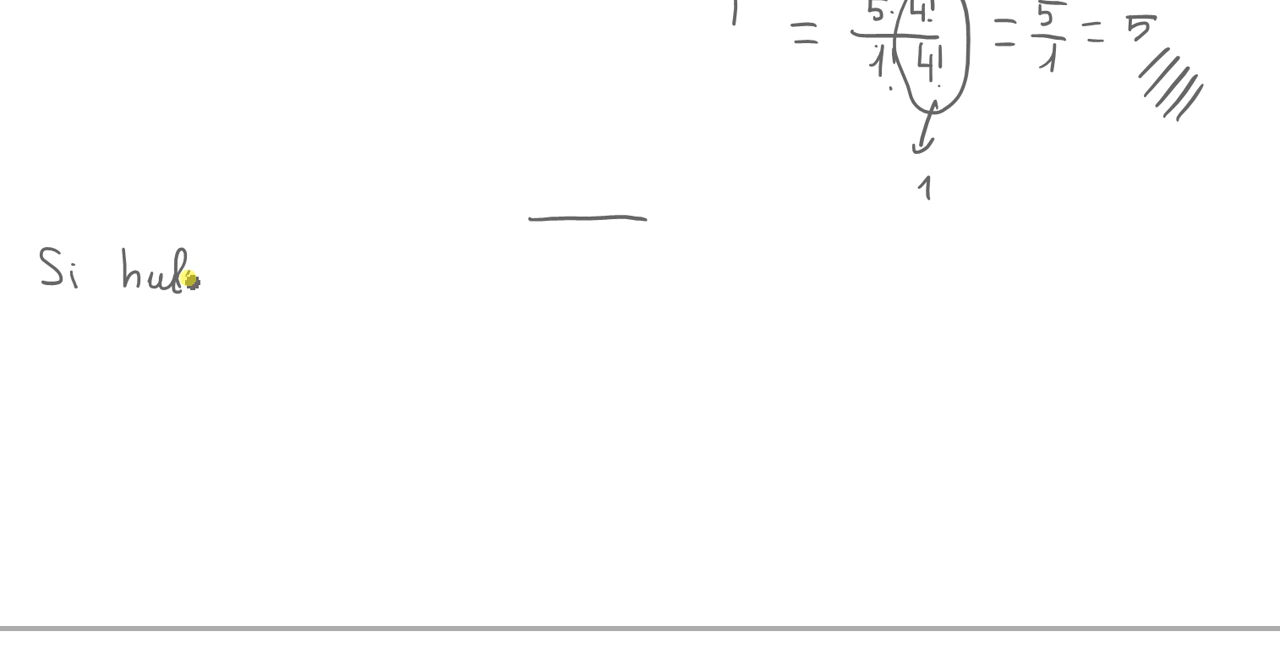 = 5·4! / 1! 4! = 5/1 = 5
1
Si hub